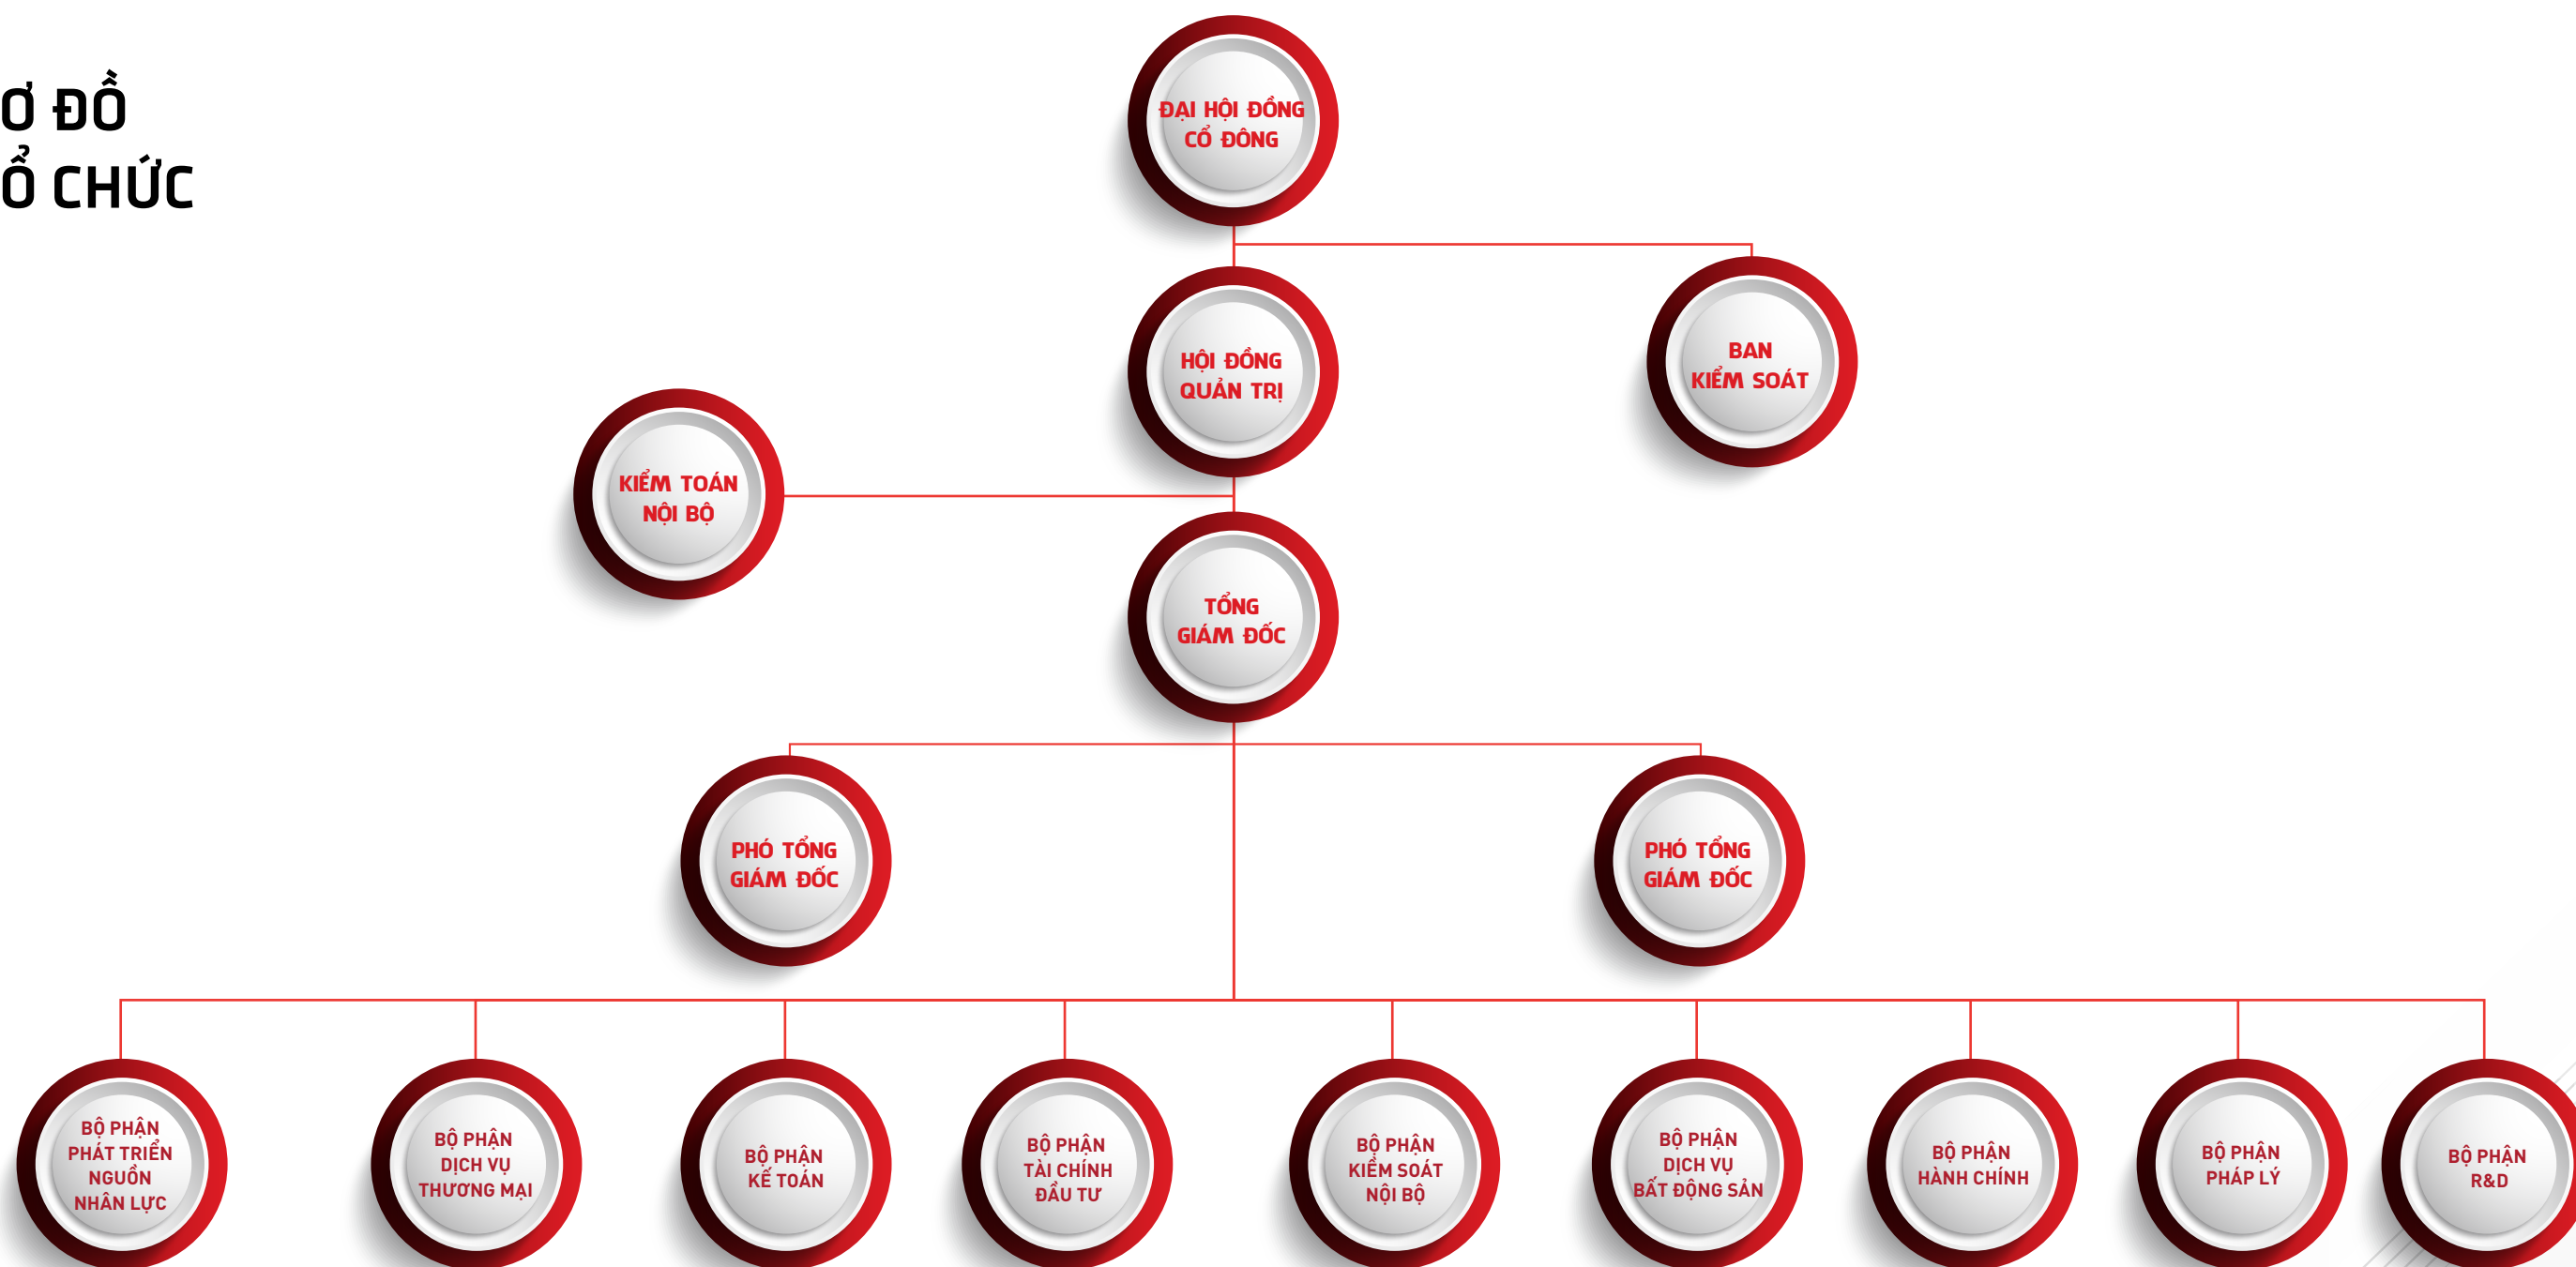 Ơ ĐỒ
Ổ CHỨC
ĐẠI HỘI ĐỒNG
CỔ ĐÔNG
HỘI ĐỒNG
QUẢN TRỊ
BAN
KIỂM SOÁT
KIỂM TOÁN
NỘI BỘ
TỔNG
GIÁM ĐỐC
PHÓ TỔNG
GIÁM ĐỐC
PHÓ TỔNG
GIÁM ĐỐC
BỘ PHẬN
PHÁT TRIỂN
NGUỒN
NHÂN LỰC
BỘ PHẬN
DỊCH VỤ
THƯƠNG MẠI
BỘ PHẬN
KẾ TOÁN
BỘ PHẬN
TÀI CHÍNH
ĐẦU TƯ
BỘ PHẬN
KIỂM SOÁT
NỘI BỘ
BỘ PHẬN
DỊCH VỤ
BẤT ĐỘNG SẢN
BỘ PHẬN
HÀNH CHÍNH
BỘ PHẬN
PHÁP LÝ
BỘ PHẬN
R&D